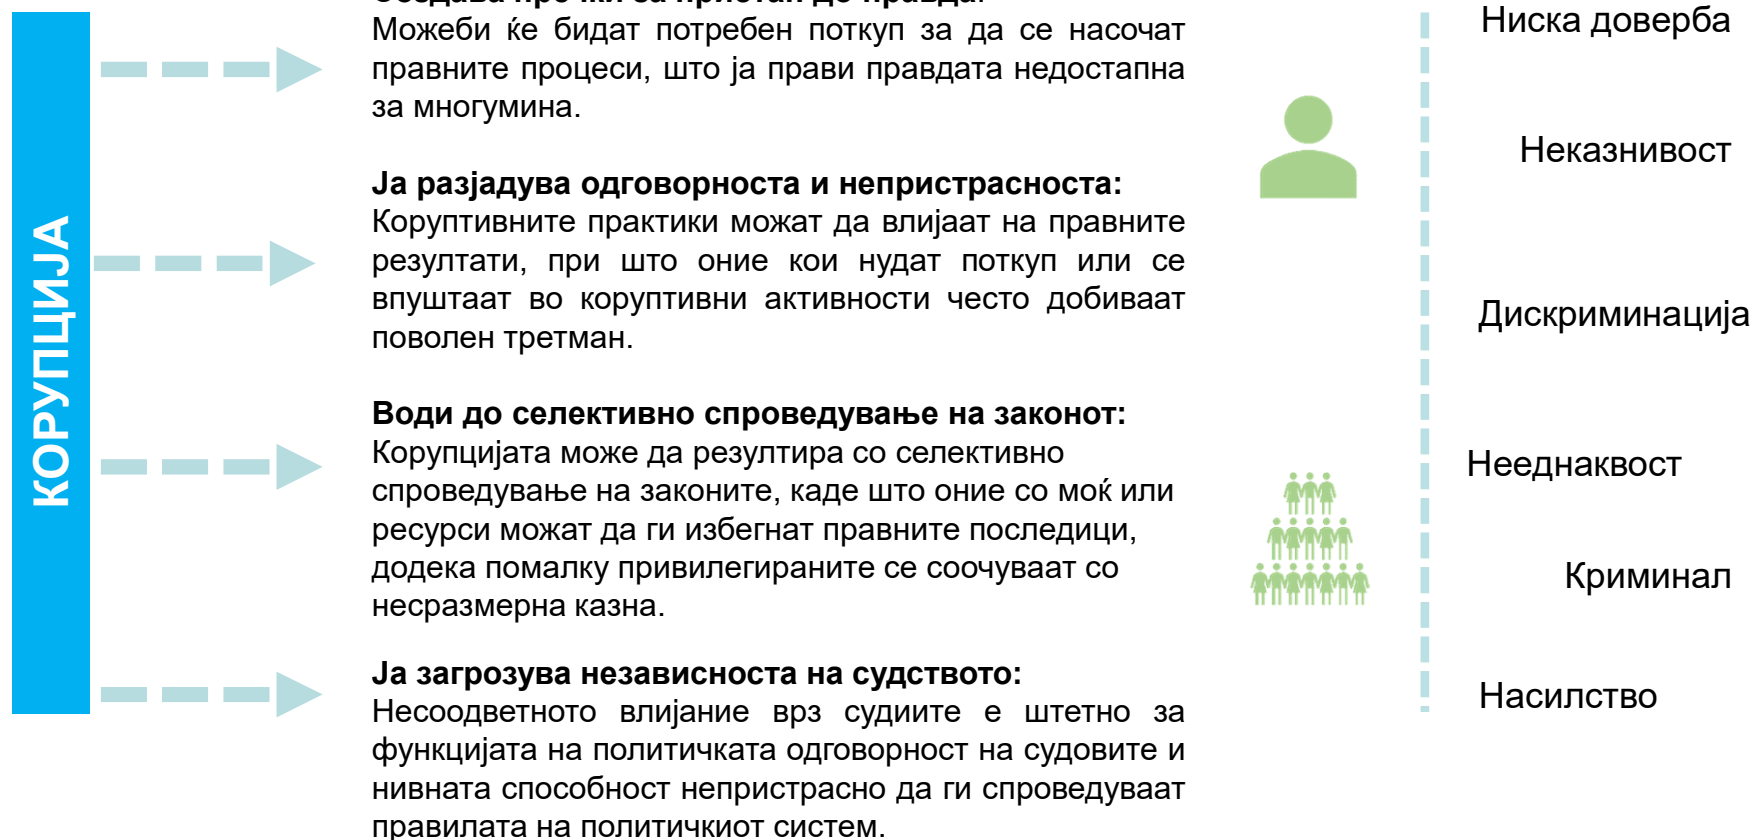 КОРУПЦИЈА
Создава пречки за пристап до правда:
Можеби ќе бидат потребен поткуп за да се насочат
правните процеси, што ја прави правдата недостапна
за многумина.
Ја разјадува одговорноста и непристрасноста:
Коруптивните практики можат да влијаат на правните
резултати, при што оние кои нудат поткуп или се
впуштаат во коруптивни активности често добиваат
поволен третман.
Води до селективно спроведување на законот:
Корупцијата може да резултира со селективно
спроведување на законите, каде што оние со моќ или
ресурси можат да ги избегнат правните последици,
додека помалку привилегираните се соочуваат со
несразмерна казна.
Ја загрозува независноста на судството:
Несоодветното влијание врз судиите е штетно за
функцијата на политичката одговорност на судовите и
нивната способност непристрасно да ги спроведуваат
правилата на политичкиот систем.
Ниска доверба
Неказнивост
Дискриминација
Нееднаквост
Криминал
Насилство